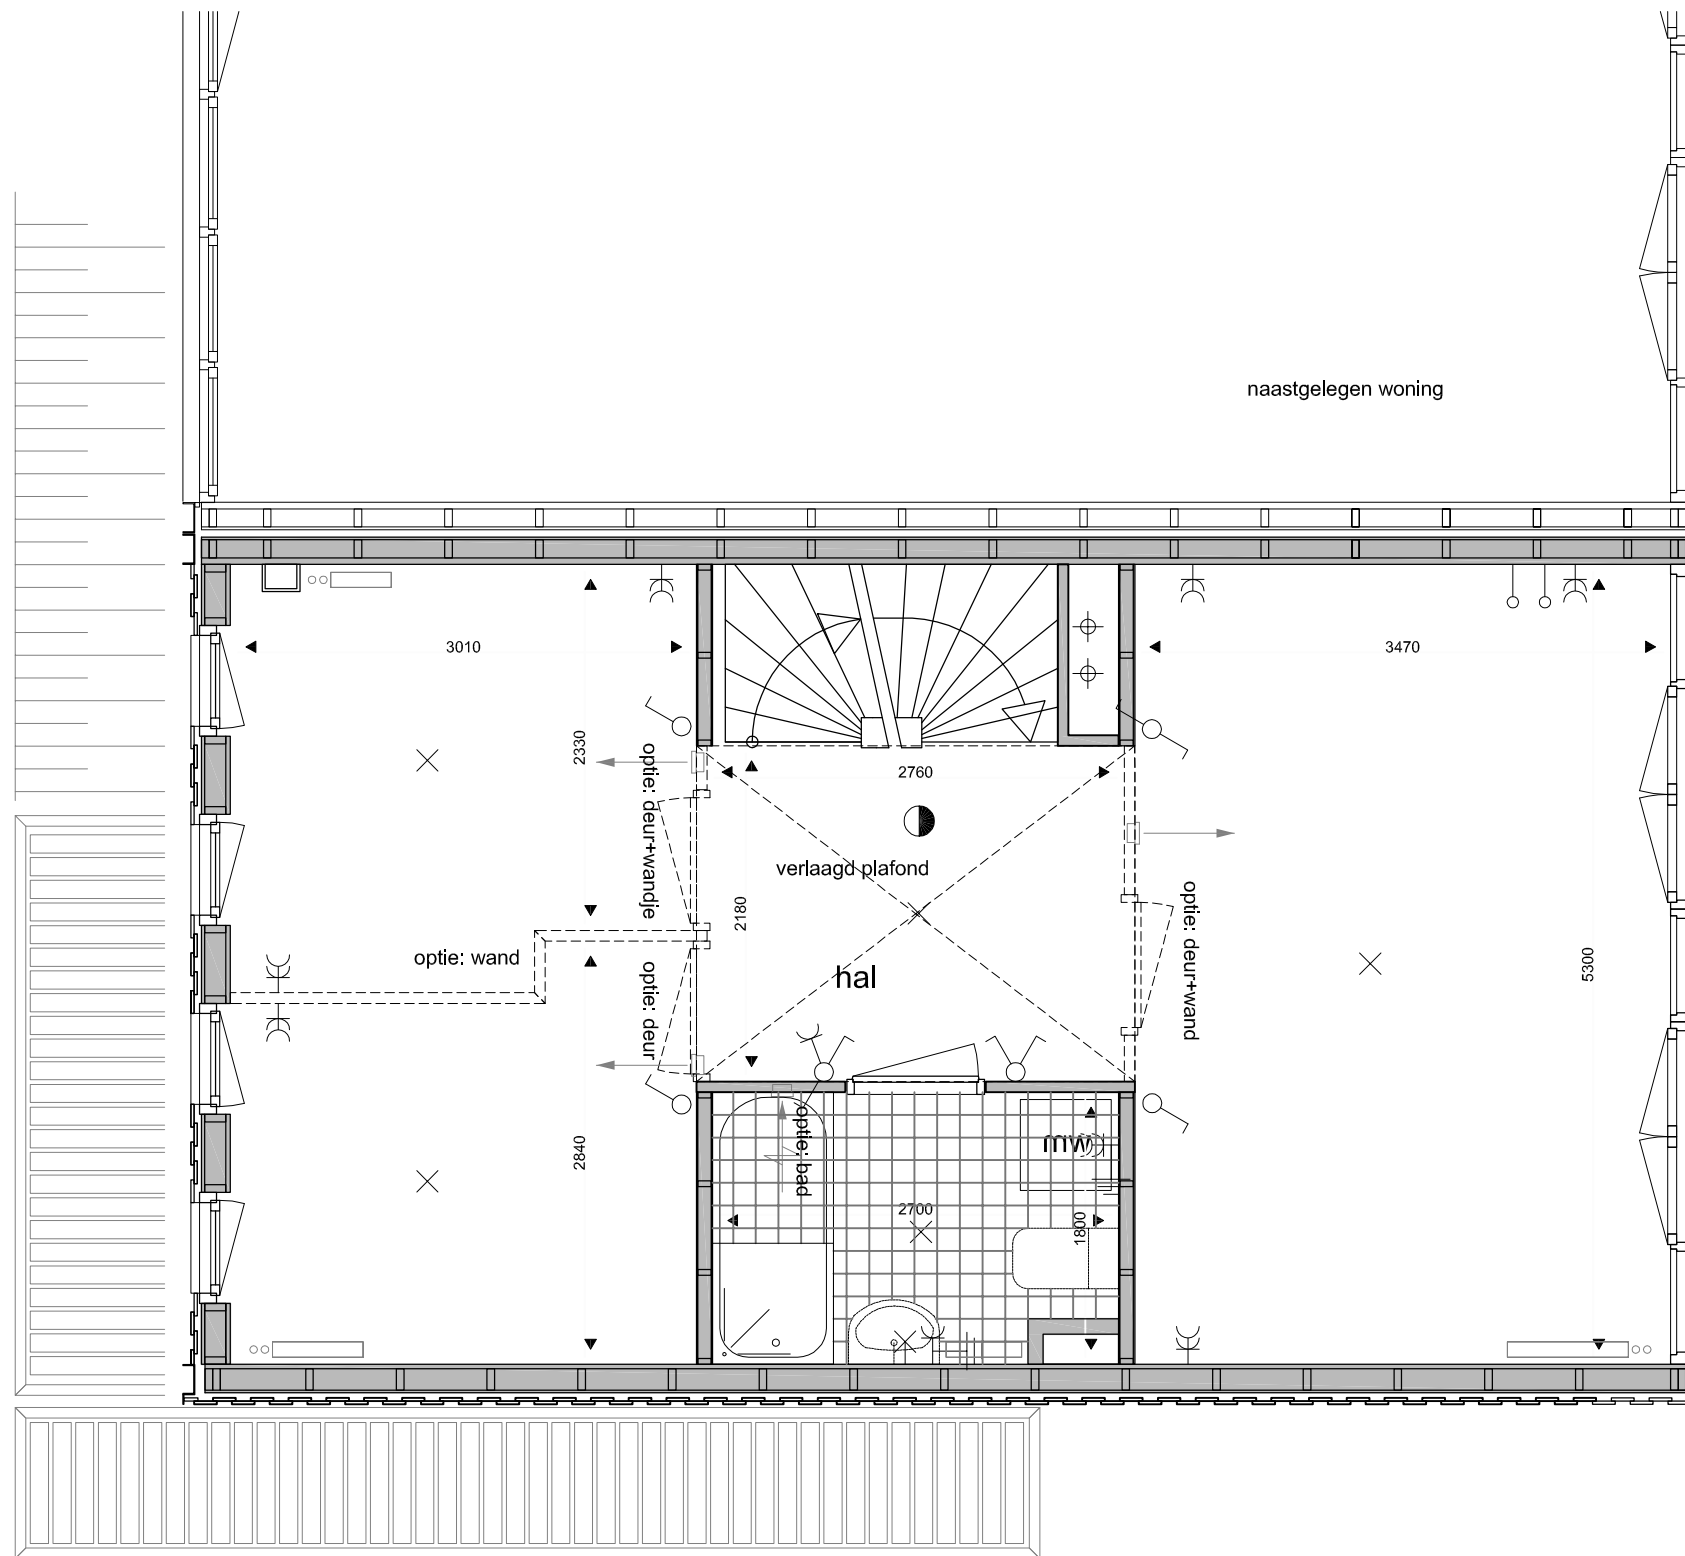 naastgelegen woning
3010
3470
2330
optie: deur+wandje
2760
verlaagd plafond
2180
optie: deur+wand
optie: wand
optie: deur
hal
5300
2840
optie: bad
mw
2700
1800